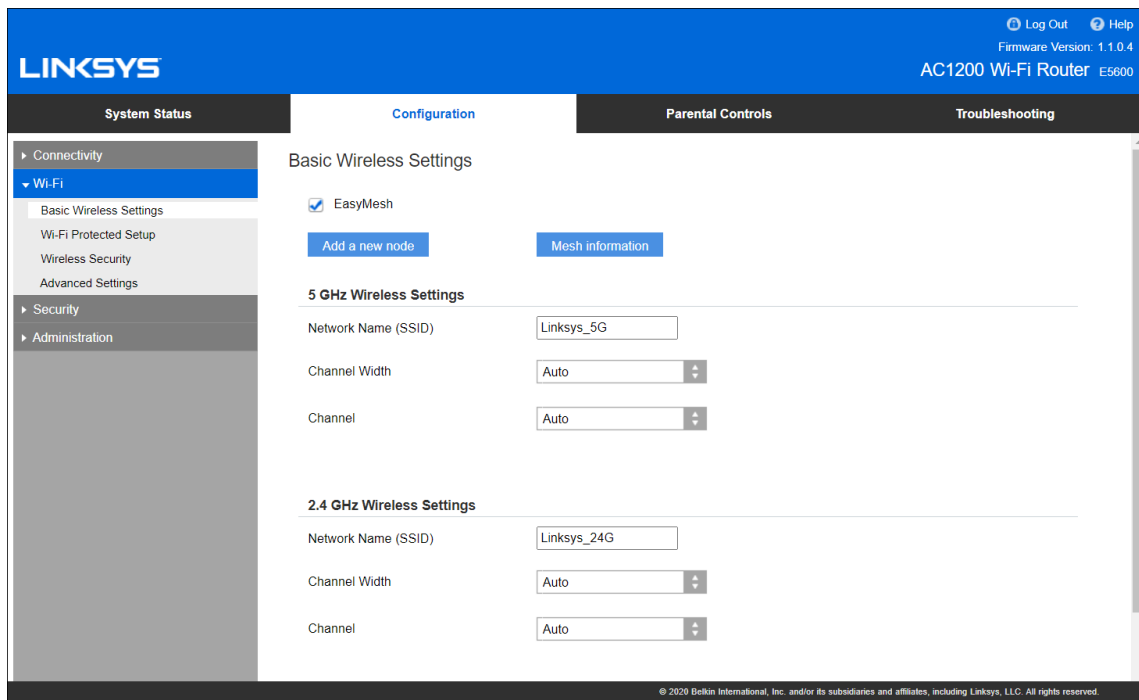 Log Out Help
Firmware Version: 1.1.0.4
LINKSYS
AC1200 Wi-Fi Router E5600
System Status Configuration Parental Controls Troubleshooting
Connectivity
Wi-Fi
Basic Wireless Settings
Wi-Fi Protected Setup
Wireless Security
Advanced Settings
Security
Administration
Basic Wireless Settings
EasyMesh
Add a new node Mesh information
5 GHz Wireless Settings
Network Name (SSID) Linksys_5G
Channel Width Auto
Channel Auto
2.4 GHz Wireless Settings
Network Name (SSID) Linksys_24G
Channel Width Auto
Channel Auto
© 2020 Belkin International, Inc. and/or its subsidiaries and affiliates, including Linksys, LLC. All rights reserved.